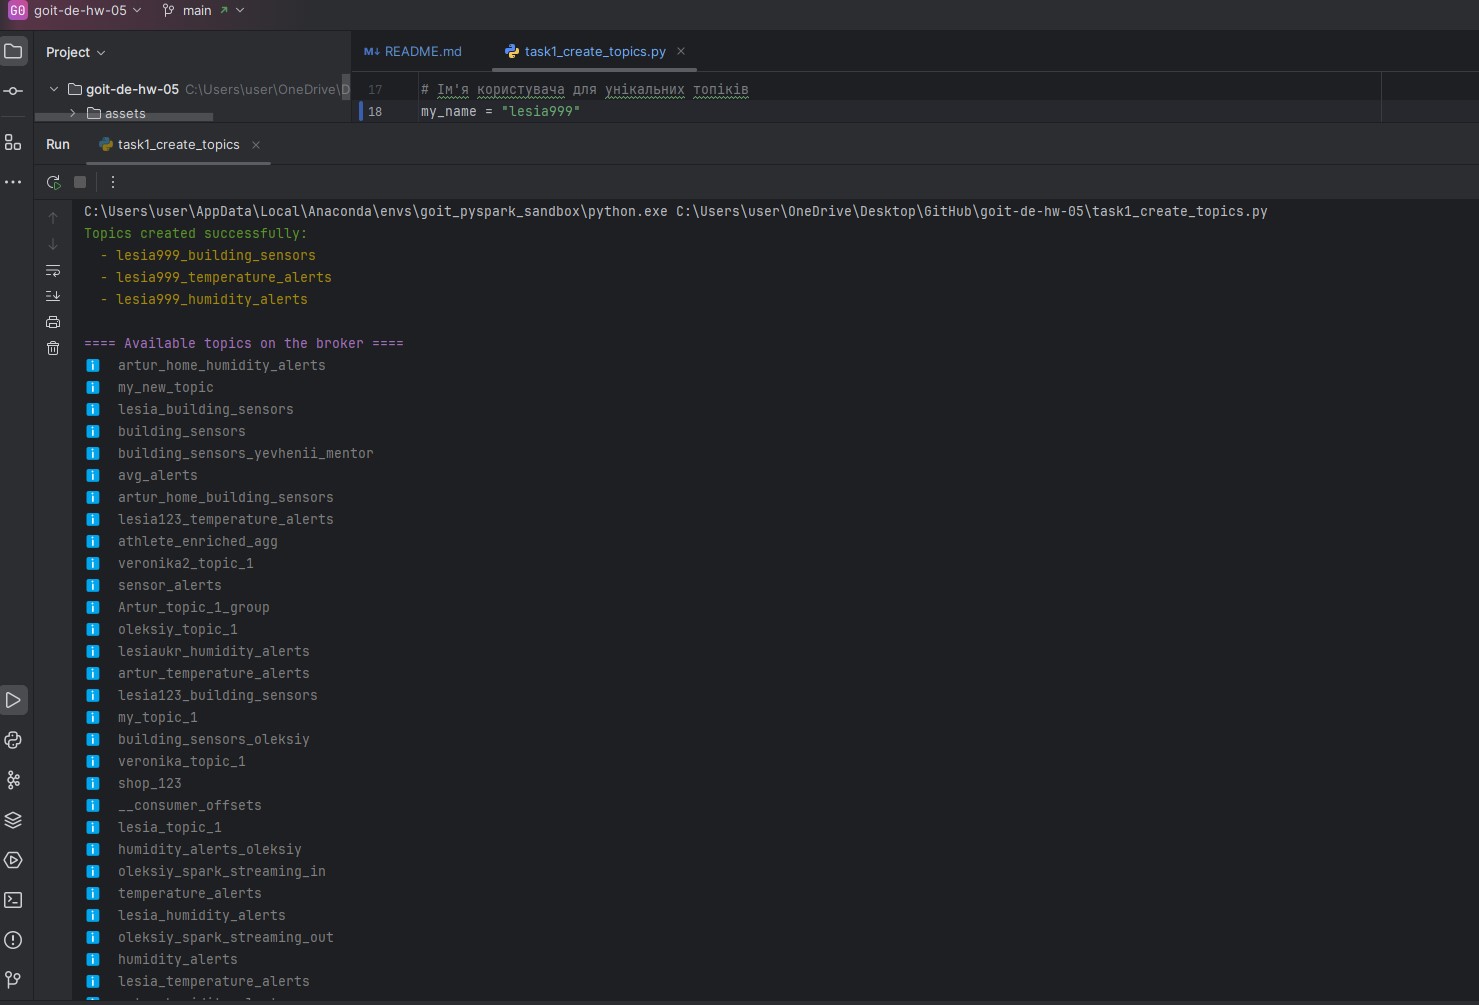 GO goit-de-hw-05 main
Project
README.md
task1_create_topics.py
goit-de-hw-05 C:\Users\user\OneDrive\D
assets
17 # Ім'я користувача для унікальних топіків
18 my_name = "lesia999"
Run task1_create_topics
C:\Users\user\AppData\Local\Anaconda\envs\goit_pyspark_sandbox\python.exe C:\Users\user\OneDrive\Desktop\GitHub\goit-de-hw-05\task1_create_topics.py
Topics created successfully:
- lesia999_building_sensors
- lesia999_temperature_alerts
- lesia999_humidity_alerts
==== Available topics on the broker ====
artur_home_humidity_alerts
my_new_topic
lesia_building_sensors
building_sensors
building_sensors_yevhenii_mentor
avg_alerts
artur_home_building_sensors
lesia123_temperature_alerts
athlete_enriched_agg
veronika2_topic_1
sensor_alerts
Artur_topic_1_group
oleksiy_topic_1
lesiaukr_humidity_alerts
artur_temperature_alerts
lesia123_building_sensors
my_topic_1
building_sensors_oleksiy
veronika_topic_1
shop_123
__consumer_offsets
lesia_topic_1
humidity_alerts_oleksiy
oleksiy_spark_streaming_in
temperature_alerts
lesia_humidity_alerts
oleksiy_spark_streaming_out
humidity_alerts
lesia_temperature_alerts